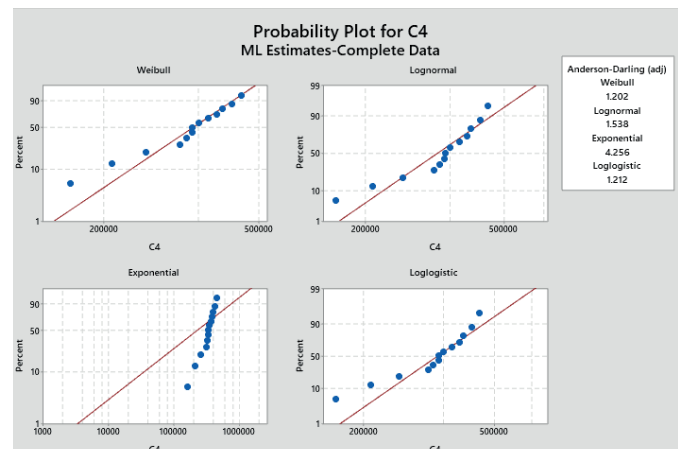 Probability Plot for C4
ML Estimates-Complete Data
Weibull
Percent
90
50
10
1
200000
500000
C4
Lognormal
Percent
99
90
50
10
1
200000
500000
C4
Anderson-Darling (adj)
Weibull
1.202
Lognormal
1.538
Exponential
4.256
Loglogistic
1.212
Exponential
Percent
90
50
10
1
1000
10000
100000
1000000
C4
Loglogistic
Percent
99
90
50
10
1
200000
500000
C4